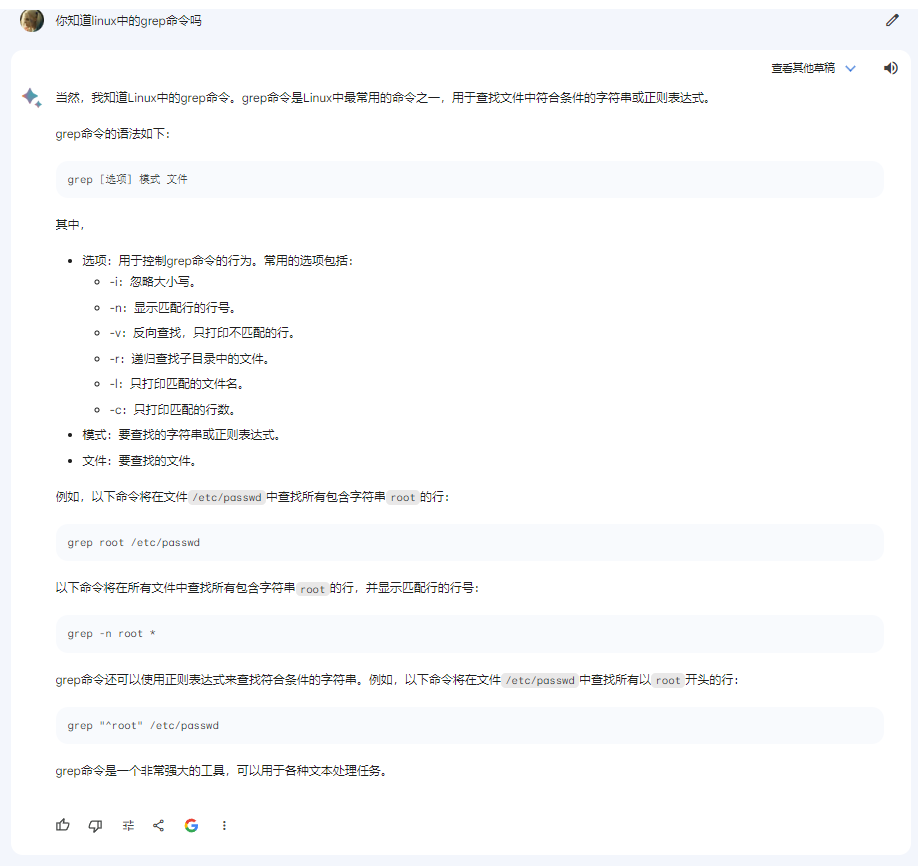 你知道linux中的grep命令吗
查看其他草稿
当然，我知道Linux中的grep命令。grep命令是Linux中最常用的命令之一，用于查找文件中符合条件的字符串或正则表达式。
grep命令的语法如下：
grep [选项] 模式 文件
其中，
选项：用于控制grep命令的行为。常用的选项包括：
-i：忽略大小写。
-n：显示匹配行的行号。
-v：反向查找，只打印不匹配的行。
-r：递归查找子目录中的文件。
-l：只打印匹配的文件名。
-c：只打印匹配的行数。
模式：要查找的字符串或正则表达式。
文件：要查找的文件。
例如，以下命令将在文件 /etc/passwd 中查找所有包含字符串 root 的行：
grep root /etc/passwd
以下命令将在所有文件中查找所有包含字符串 root 的行，并显示匹配行的行号：
grep -n root *
grep命令还可以使用正则表达式来查找符合条件的字符串。例如，以下命令将在文件 /etc/passwd 中查找所有以 root 开头的行：
grep "^root" /etc/passwd
grep命令是一个非常强大的工具，可以用于各种文本处理任务。